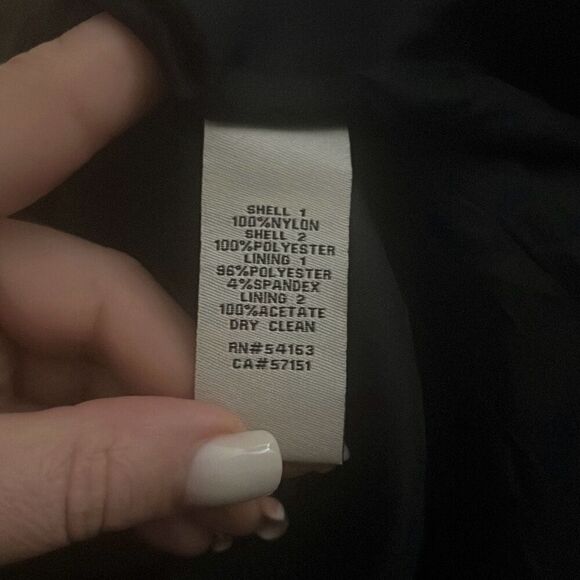 SHELL 1
100%NYLON
SHELL 2
100%POLYESTER
LINING 1
96%POLYESTER
4%SPANDEX
LINING 2
100%ACETATE
DRY CLEAN
RN#54163
CA#57151